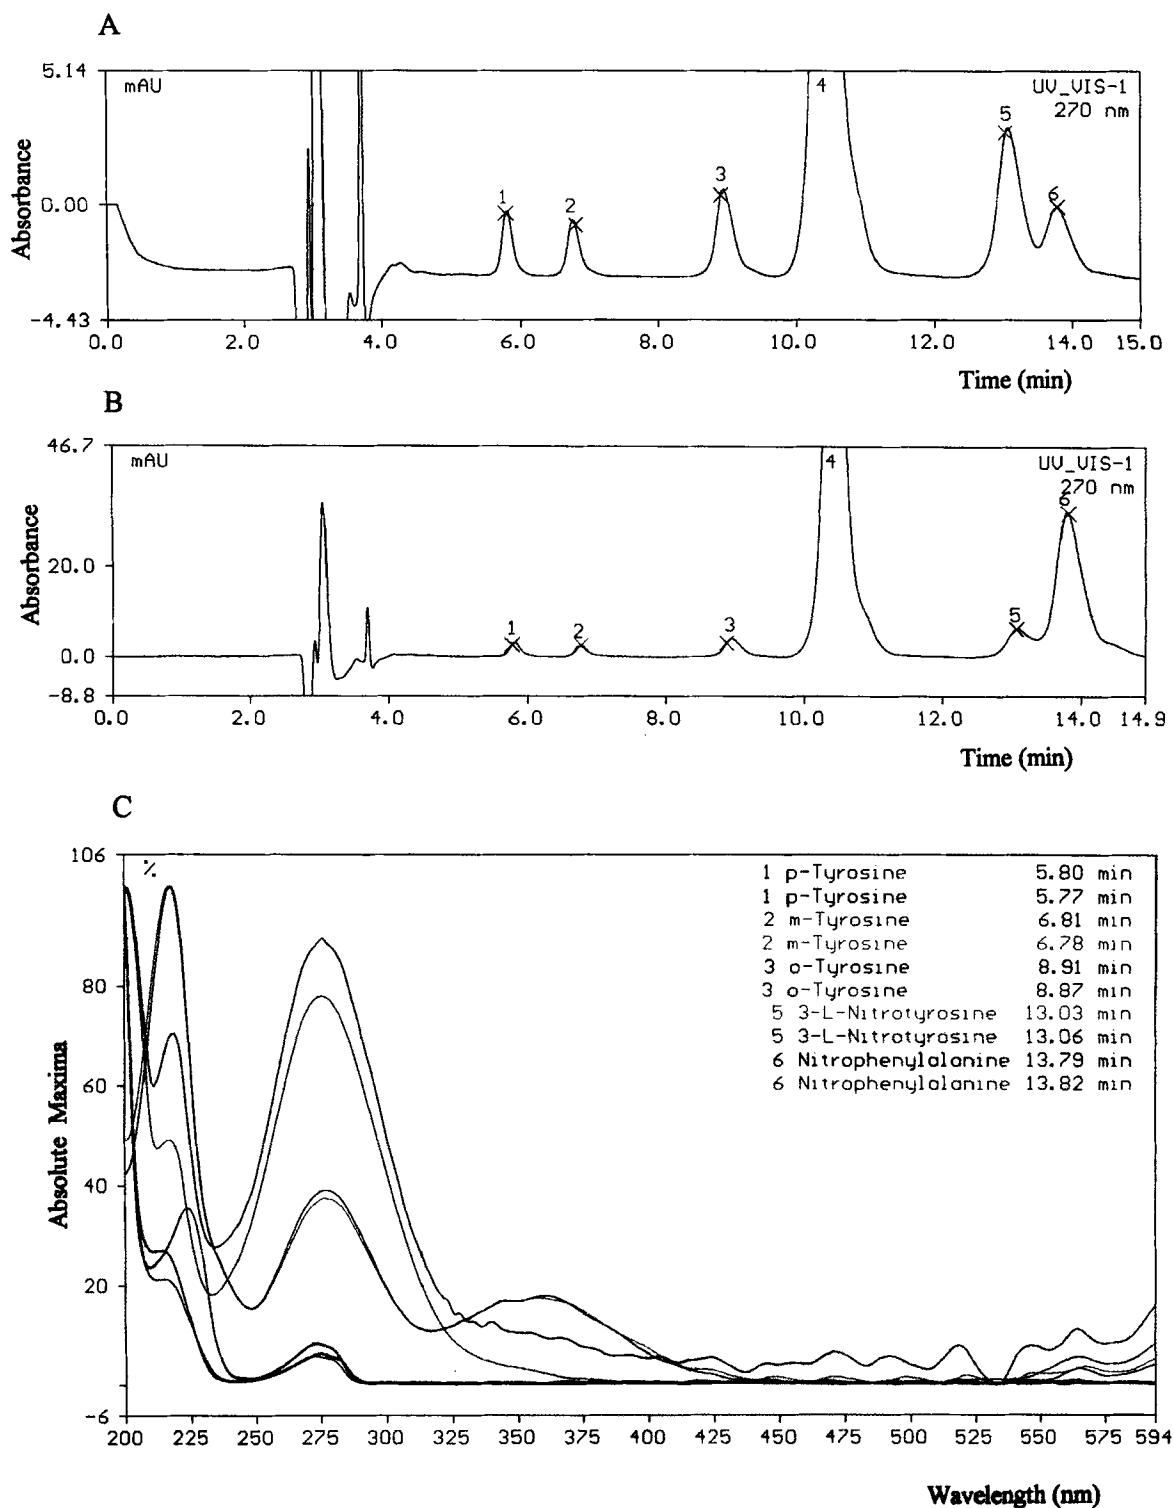 A
5.14
mAU
UV_VIS-1
270 nm
1
2
3
4
5
6
0.00
-4.43
Absorbance
0.0
2.0
4.0
6.0
8.0
10.0
12.0
14.0
15.0
Time (min)
B
46.7
mAU
UV_VIS-1
270 nm
1
2
3
4
5
6
20.0
0.0
-8.8
Absorbance
0.0
2.0
4.0
6.0
8.0
10.0
12.0
14.0
14.9
Time (min)
C
106
%
1 p-Tyrosine 5.80 min
1 p-Tyrosine 5.77 min
2 m-Tyrosine 6.81 min
2 m-Tyrosine 6.78 min
3 o-Tyrosine 8.91 min
3 o-Tyrosine 8.87 min
5 3-L-Nitrotyrosine 13.03 min
5 3-L-Nitrotyrosine 13.06 min
6 Nitrophenylalanine 13.79 min
6 Nitrophenylalanine 13.82 min
80
60
40
20
-6
Absolute Maxima
200
225
250
275
300
325
350
375
400
425
450
475
500
525
550
575
594
Wavelength (nm)